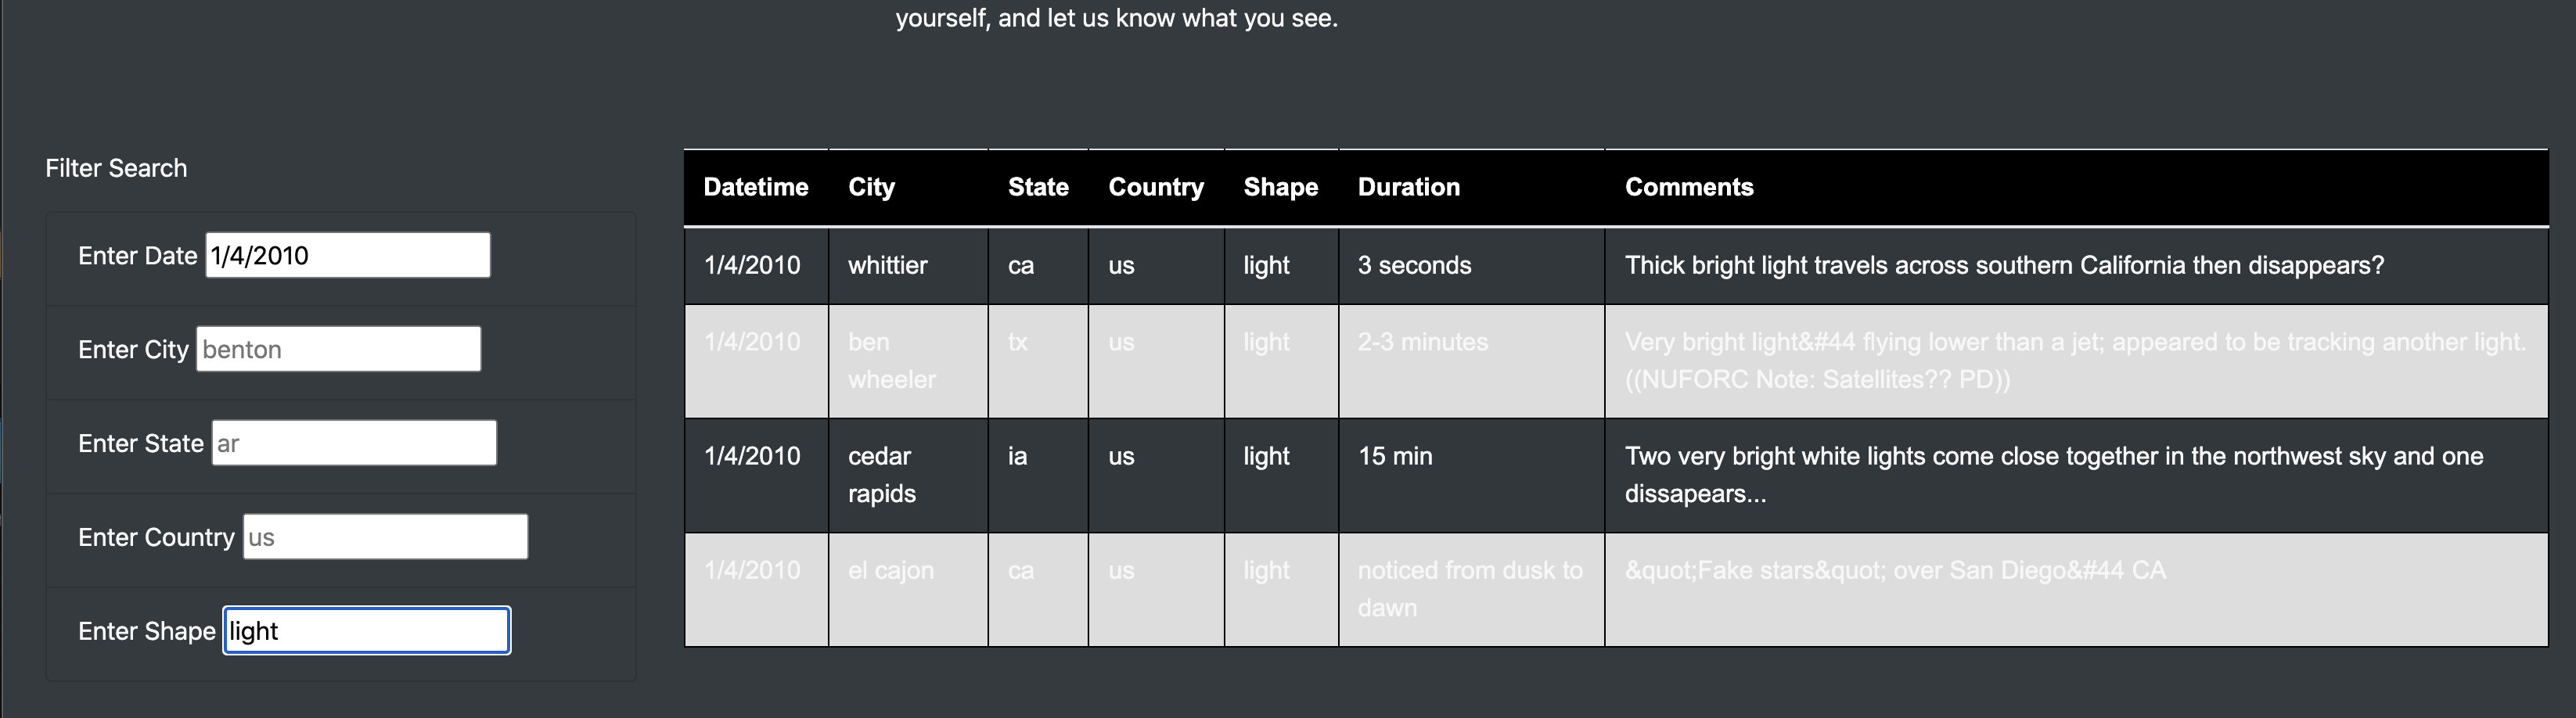 yourself, and let us know what you see.
Filter Search
Enter Date 1/4/2010
Enter City benton
Enter State ar
Enter Country us
Enter Shape light
Datetime City State Country Shape Duration Comments
1/4/2010 whittier ca us light 3 seconds Thick bright light travels across southern California then disappears?
1/4/2010 ben tx us light 2-3 minutes Very bright light&#44 flying lower than a jet; appeared to be tracking another light.
wheeler ((NUFORC Note: Satellites?? PD))
1/4/2010 cedar ia us light 15 min Two very bright white lights come close together in the northwest sky and one
rapids dissapears...
1/4/2010 el cajon ca us light noticed from dusk to &quot;Fake stars&quot; over San Diego&#44 CA
dawn